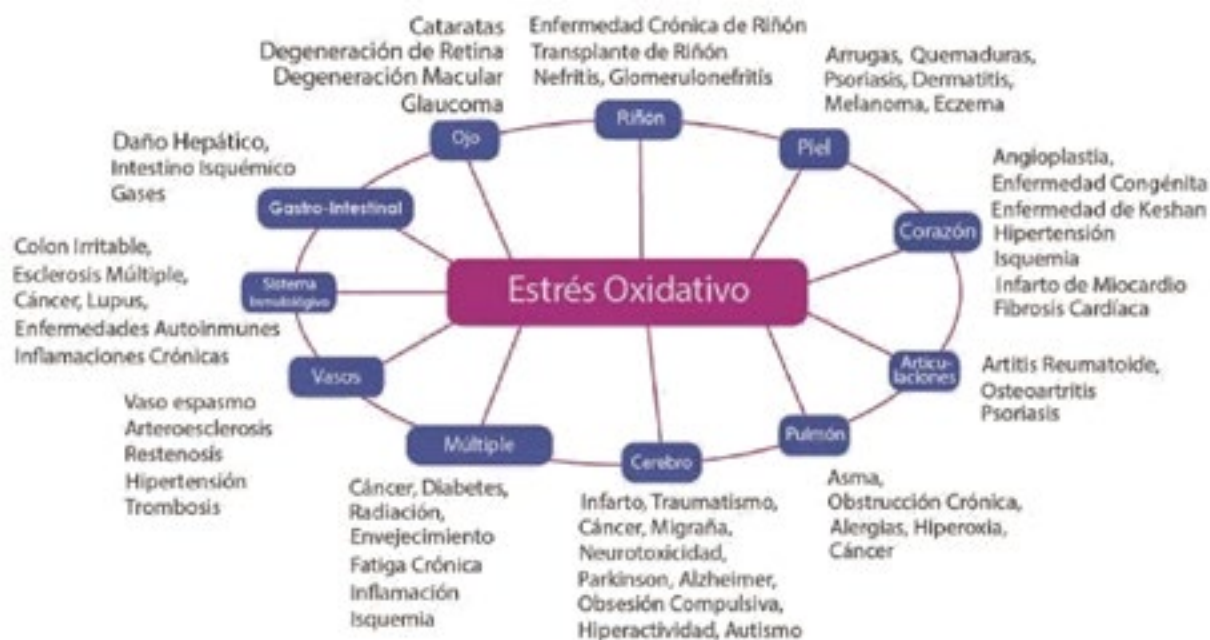 Cataratas
Degeneración de Retina
Degeneración Macular
Glaucoma
Ojo
Enfermedad Crónica de Riñón
Transplante de Riñón
Nefritis, Glomerulonefritis
Riñón
Arrugas, Quemaduras,
Psoriasis, Dermatitis,
Melanoma, Eczema
Piel
Daño Hepático,
Intestino Isquémico
Gases
Gastro-Intestinal
Angioplastia,
Enfermedad Congénita
Enfermedad de Keshan
Hipertensión
Isquemia
Infarto de Miocardio
Fibrosis Cardíaca
Corazón
Colon Irritable,
Esclerosis Múltiple,
Cáncer, Lupus,
Enfermedades Autoinmunes
Inflamaciones Crónicas
Sistema
Inmulológico
Estrés Oxidativo
Vasos
Vaso espasmo
Arteroesclerosis
Restenosis
Hipertensión
Trombosis
Articu-
laciones
Artitis Reumatoide,
Osteoartritis
Psoriasis
Múltiple
Cáncer, Diabetes,
Radiación,
Envejecimiento
Fatiga Crónica
Inflamación
Isquemia
Cerebro
Infarto, Traumatismo,
Cáncer, Migraña,
Neurotoxicidad,
Parkinson, Alzheimer,
Obsesión Compulsiva,
Hiperactividad, Autismo
Pulmón
Asma,
Obstrucción Crónica,
Alergias, Hiperoxia,
Cáncer